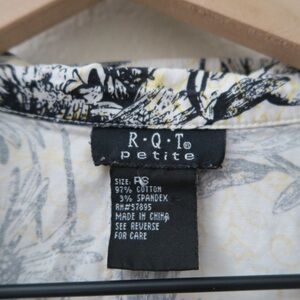 R·Q·T®
petite
SIZE: PS
97% COTTON
3% SPANDEX
RN#57895
MADE IN CHINA
SEE REVERSE
FOR CARE